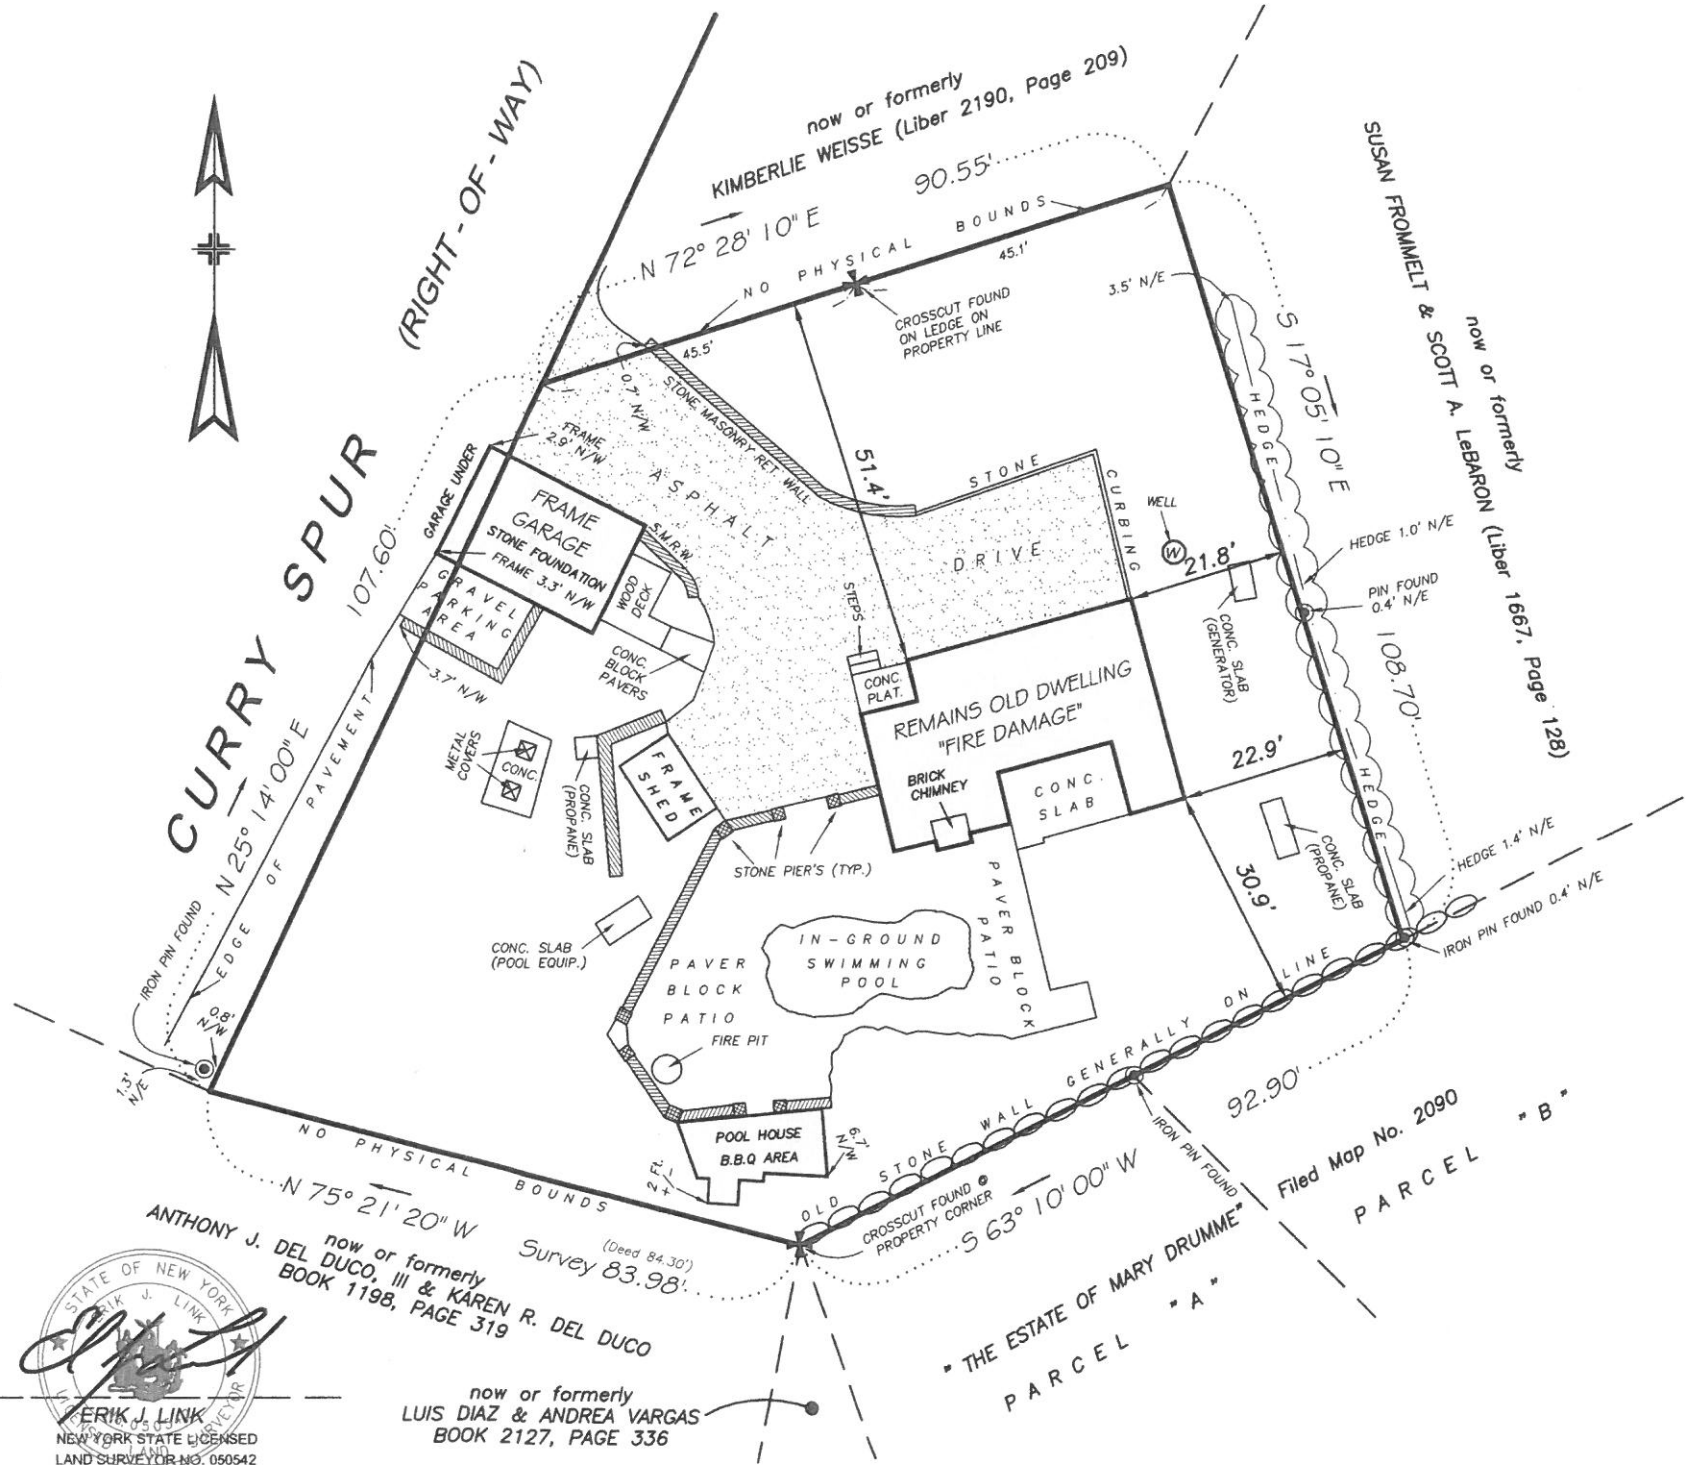 now or formerly
KIMBERLIE WEISSE (Liber 2190, Page 209)
90.55'
N 72° 28' 10" E
NO PHYSICAL BOUNDS
45.1'
45.5'
CROSSCUT FOUND
ON LEDGE ON
PROPERTY LINE
(RIGHT-OF-WAY)
CURRY SPUR
107.60'
N 25° 14' 00" E
EDGE OF PAVEMENT
SUSAN FROMMELT & SCOTT A. LeBARON (Liber 1667, Page 128)
now or formerly
S 17° 05' 10" E
108.70'
3.5' N/E
HEDGE
HEDGE 1.0' N/E
PIN FOUND
0.4' N/E
HEDGE
HEDGE 1.4' N/E
IRON PIN FOUND 0.4' N/E
0.7' N/W
STONE MASONRY RET WALL
51.4'
STONE CURBING
ASPHALT
DRIVE
WELL
W
21.8'
CONC. SLAB
(GENERATOR)
22.9'
CONC. SLAB
(PROPANE)
30.9'
GARAGE UNDER
FRAME
2.9' N/W
FRAME
GARAGE
STONE FOUNDATION
FRAME 3.3' N/W
S.M.R.W.
WOOD
DECK
GRAVEL
PARKING
AREA
3.7' N/W
CONC.
BLOCK
PAVERS
STEPS
CONC.
PLAT.
REMAINS OLD DWELLING
"FIRE DAMAGE"
BRICK
CHIMNEY
CONC.
SLAB
METAL
COVERS
CONC.
CONC. SLAB
(PROPANE)
FRAME
SHED
STONE PIER'S (TYP.)
CONC. SLAB
(POOL EQUIP.)
PAVER
BLOCK
PATIO
IN-GROUND
SWIMMING
POOL
PAVER BLOCK
PATIO
FIRE PIT
POOL HOUSE
B.B.Q AREA
6.7'
N/W
2 FT.
+/-
IRON PIN FOUND
0.8'
N/W
1.3'
N/E
NO PHYSICAL BOUNDS
N 75° 21' 20" W
(Deed 84.30')
Survey 83.98'
OLD STONE WALL GENERALLY ON LINE
CROSSCUT FOUND @
PROPERTY CORNER
S 63° 10' 00" W
92.90'
IRON PIN FOUND
Filed Map No. 2090
PARCEL "B"
"THE ESTATE OF MARY DRUMME"
PARCEL "A"
now or formerly
ANTHONY J. DEL DUCO, III & KAREN R. DEL DUCO
BOOK 1198, PAGE 319
now or formerly
LUIS DIAZ & ANDREA VARGAS
BOOK 2127, PAGE 336
STATE OF NEW YORK
ERIK J. LINK
LICENSED LAND SURVEYOR
ERIK J. LINK
NEW YORK STATE LICENSED
LAND SURVEYOR NO. 050542